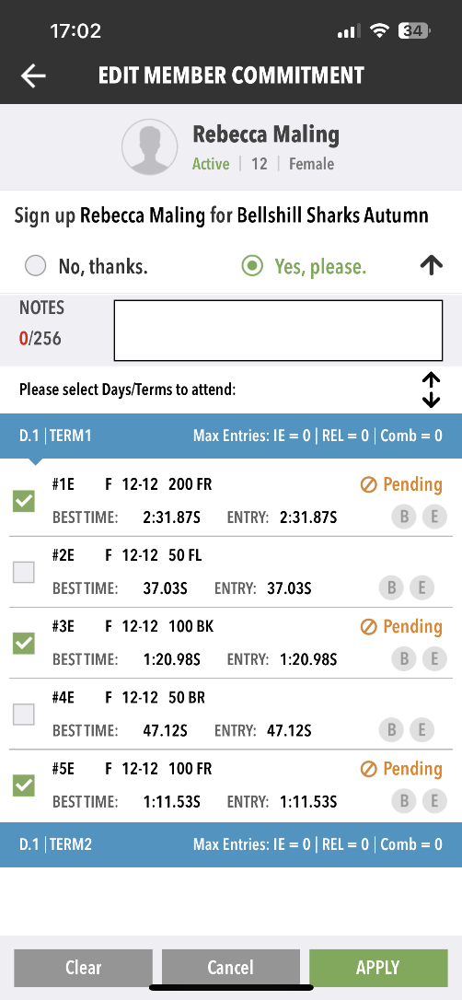 17:02
34
EDIT MEMBER COMMITMENT
Rebecca Maling
Active | 12 | Female
Sign up Rebecca Maling for Bellshill Sharks Autumn
No, thanks. Yes, please.
NOTES
0/256
Please select Days/Terms to attend:
D.1 | TERM1 Max Entries: IE = 0 | REL = 0 | Comb = 0
#1E F 12-12 200 FR Pending
BEST TIME: 2:31.87S ENTRY: 2:31.87S B E
#2E F 12-12 50 FL
BEST TIME: 37.03S ENTRY: 37.03S B E
#3E F 12-12 100 BK Pending
BEST TIME: 1:20.98S ENTRY: 1:20.98S B E
#4E F 12-12 50 BR
BEST TIME: 47.12S ENTRY: 47.12S B E
#5E F 12-12 100 FR Pending
BEST TIME: 1:11.53S ENTRY: 1:11.53S B E
D.1 | TERM2 Max Entries: IE = 0 | REL = 0 | Comb = 0
Clear Cancel APPLY